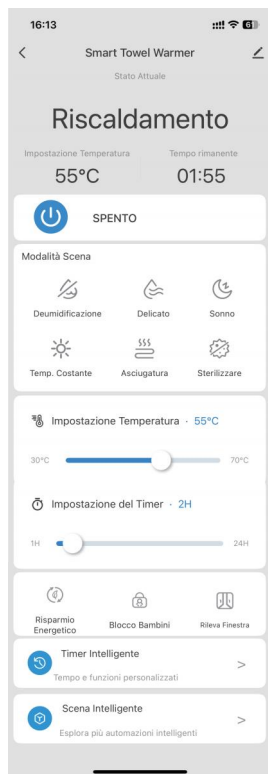 16:13
6
Smart Towel Warmer
Stato Attuale
Riscaldamento
Impostazione Temperatura Tempo rimanente
55°C 01:55
SPENTO
Modalità Scena
Deumidificazione Delicato Sonno
Temp. Costante Asciugatura Sterilizzare
Impostazione Temperatura · 55°C
30°C 70°C
Impostazione del Timer · 2H
1H 24H
Risparmio
Energetico Blocco Bambini Rileva Finestra
Timer Intelligente
Tempo e funzioni personalizzati
>
Scena Intelligente
Esplora più automazioni intelligenti
>